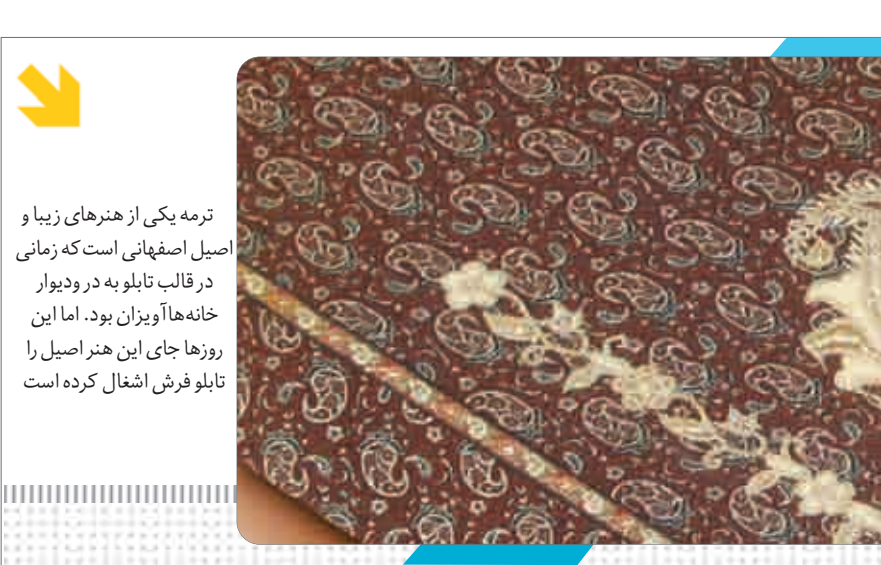 ترمه یکی از هنرهای زیبا و
اصیل اصفهانی است که زمانی
در قالب تابلو به در ودیوار
خانه‌ها آویزان بود. اما این
روزها جای این هنر اصیل را
تابلو فرش اشغال کرده است